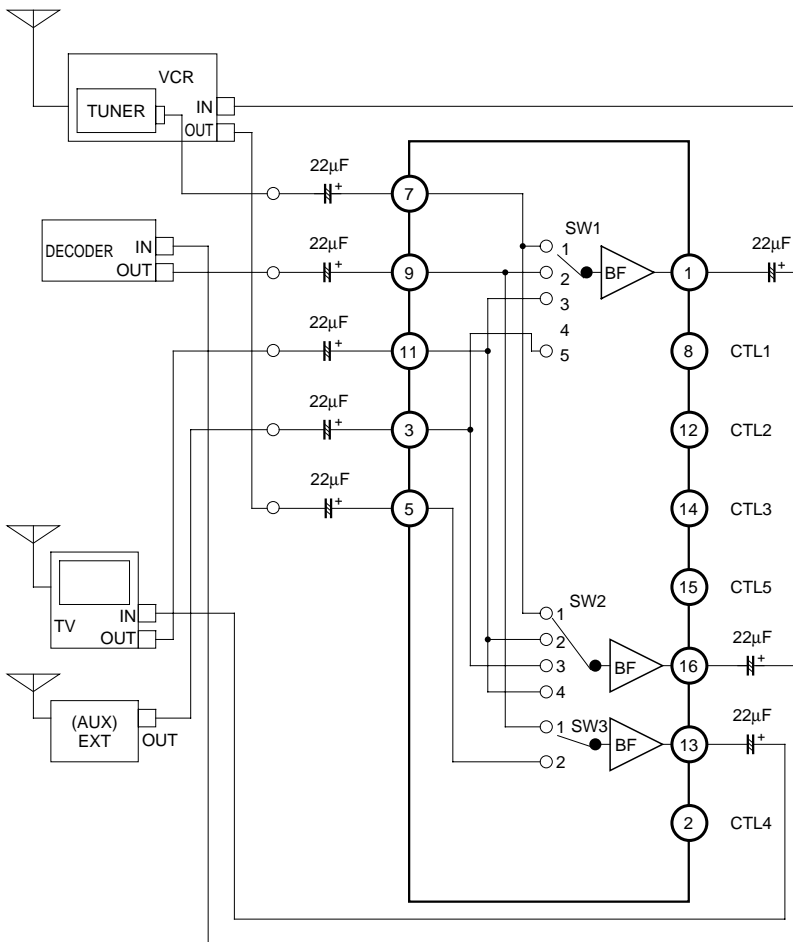 VCR
TUNER
IN
OUT
22µF
+
7
DECODER
IN
OUT
22µF
+
9
SW1
1
2
3
4
5
BF
1
22µF
+
22µF
+
11
8
CTL1
22µF
+
3
12
CTL2
22µF
+
5
14
CTL3
15
CTL5
TV
IN
OUT
SW2
1
2
3
4
BF
16
22µF
+
(AUX)
EXT
OUT
SW3
1
2
BF
13
22µF
+
2
CTL4